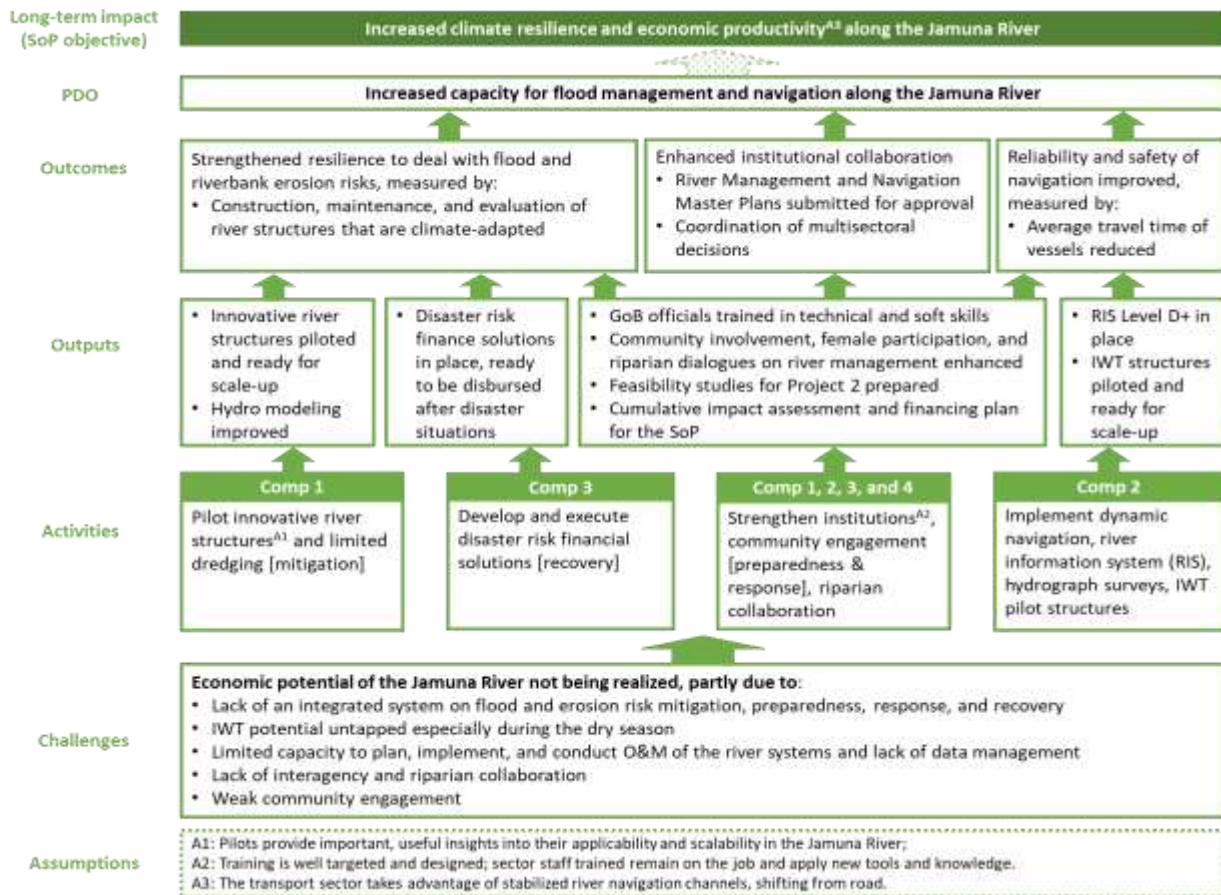 Long-term impact
(SoP objective)
Increased climate resilience and economic productivityA3 along the Jamuna River
PDO
Increased capacity for flood management and navigation along the Jamuna River
Outcomes
Strengthened resilience to deal with flood and
riverbank erosion risks, measured by:
• Construction, maintenance, and evaluation of
river structures that are climate-adapted
Enhanced institutional collaboration
• River Management and Navigation
Master Plans submitted for approval
• Coordination of multisectoral
decisions
Reliability and safety of
navigation improved,
measured by:
• Average travel time of
vessels reduced
Outputs
• Innovative river
structures piloted
and ready for
scale-up
• Hydro modeling
improved
• Disaster risk
finance solutions
in place, ready
to be disbursed
after disaster
situations
• GoB officials trained in technical and soft skills
• Community involvement, female participation, and
riparian dialogues on river management enhanced
• Feasibility studies for Project 2 prepared
• Cumulative impact assessment and financing plan
for the SoP
• RIS Level D+ in
place
• IWT structures
piloted and
ready for
scale-up
Activities
Comp 1
Pilot innovative river
structuresA1 and limited
dredging [mitigation]
Comp 3
Develop and execute
disaster risk financial
solutions [recovery]
Comp 1, 2, 3, and 4
Strengthen institutionsA2,
community engagement
[preparedness &
response], riparian
collaboration
Comp 2
Implement dynamic
navigation, river
information system (RIS),
hydrograph surveys, IWT
pilot structures
Challenges
Economic potential of the Jamuna River not being realized, partly due to:
• Lack of an integrated system on flood and erosion risk mitigation, preparedness, response, and recovery
• IWT potential untapped especially during the dry season
• Limited capacity to plan, implement, and conduct O&M of the river systems and lack of data management
• Lack of interagency and riparian collaboration
• Weak community engagement
Assumptions
A1: Pilots provide important, useful insights into their applicability and scalability in the Jamuna River;
A2: Training is well targeted and designed; sector staff trained remain on the job and apply new tools and knowledge.
A3: The transport sector takes advantage of stabilized river navigation channels, shifting from road.